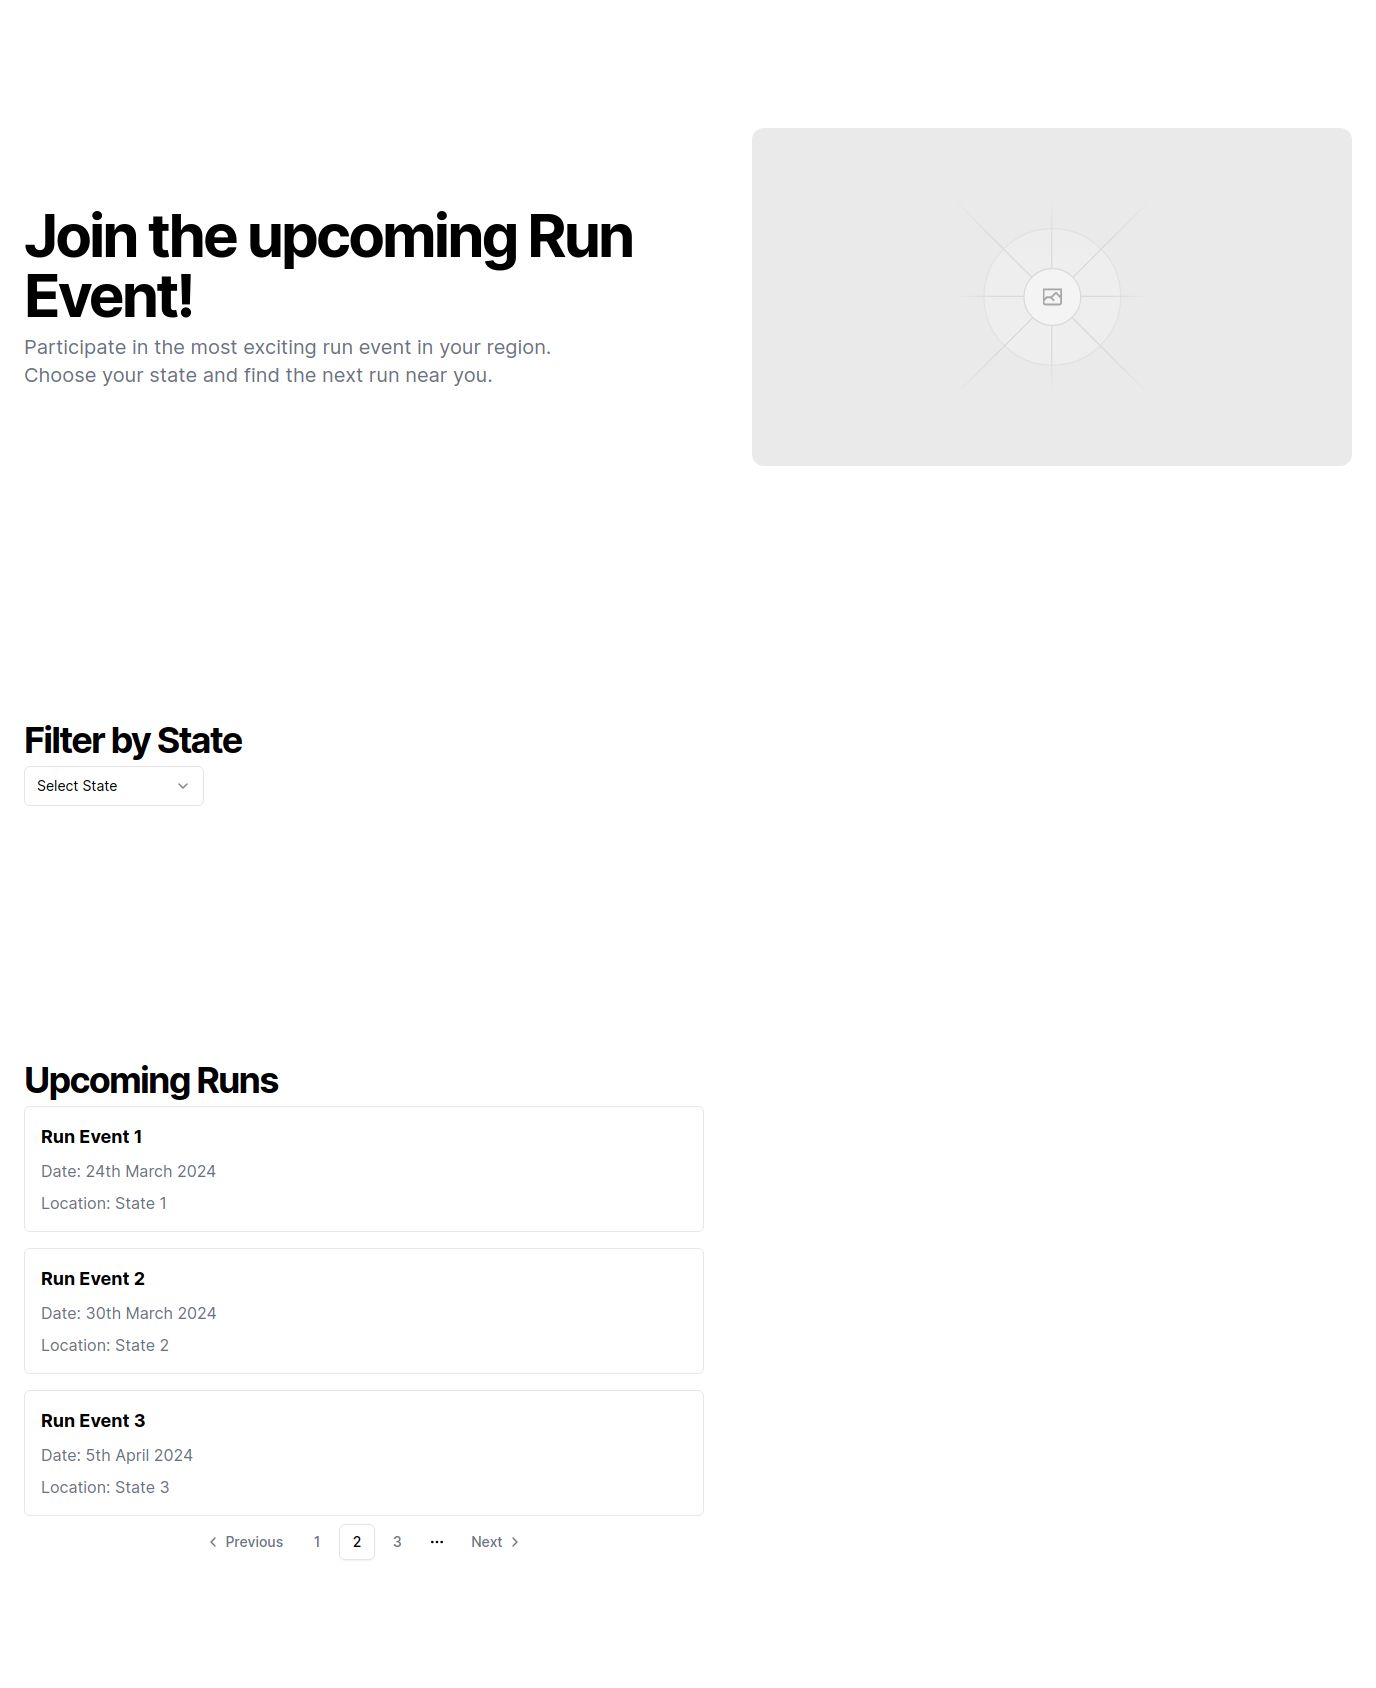 Join the upcoming Run
Event!
Participate in the most exciting run event in your region.
Choose your state and find the next run near you.
Filter by State
Select State
Upcoming Runs
Run Event 1
Date: 24th March 2024
Location: State 1
Run Event 2
Date: 30th March 2024
Location: State 2
Run Event 3
Date: 5th April 2024
Location: State 3
Previous 1 2 3 ... Next